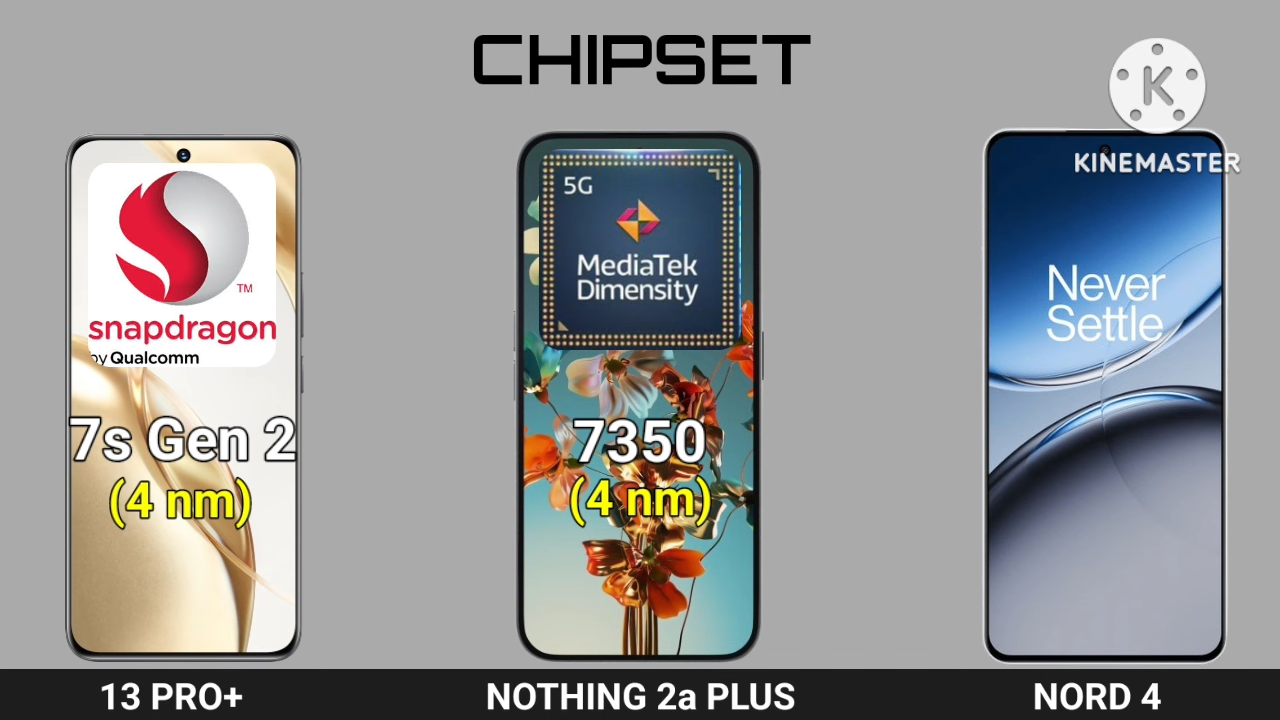 CHIPSET
K
KINEMASTER
TM
snapdragon
by Qualcomm
7s Gen 2
(4 nm)
5G
MediaTek
Dimensity
7350
(4 nm)
Never
Settle
13 PRO+
NOTHING 2a PLUS
NORD 4